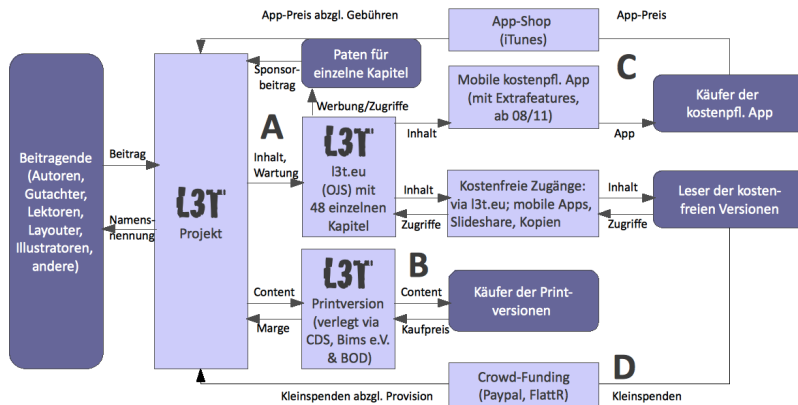 App-Preis abzgl. Gebühren
App-Shop
(iTunes)
App-Preis
Sponsor-
beitrag
Paten für
einzelne Kapitel
Werbung/Zugriffe
Mobile kostenpfl. App
(mit Extrafeatures,
ab 08/11)
C
Käufer der
kostenpfl. App
Inhalt
App
A
Beitragende
(Autoren,
Gutachter,
Lektoren,
Layouter,
Illustratoren,
andere)
Beitrag
Namens-
nennung
L3T
Projekt
Inhalt,
Wartung
L3T
l3t.eu
(OJS) mit
48 einzelnen
Kapitel
Inhalt
Zugriffe
Kostenfreie Zugänge:
via l3t.eu; mobile Apps,
Slideshare, Kopien
Inhalt
Zugriffe
Leser der kosten-
freien Versionen
B
Content
Marge
L3T
Printversion
(verlegt via
CDS, Bims e.V.
& BOD)
Content
Kaufpreis
Käufer der Print-
versionen
D
Kleinspenden abzgl. Provision
Crowd-Funding
(Paypal, FlattR)
Kleinspenden